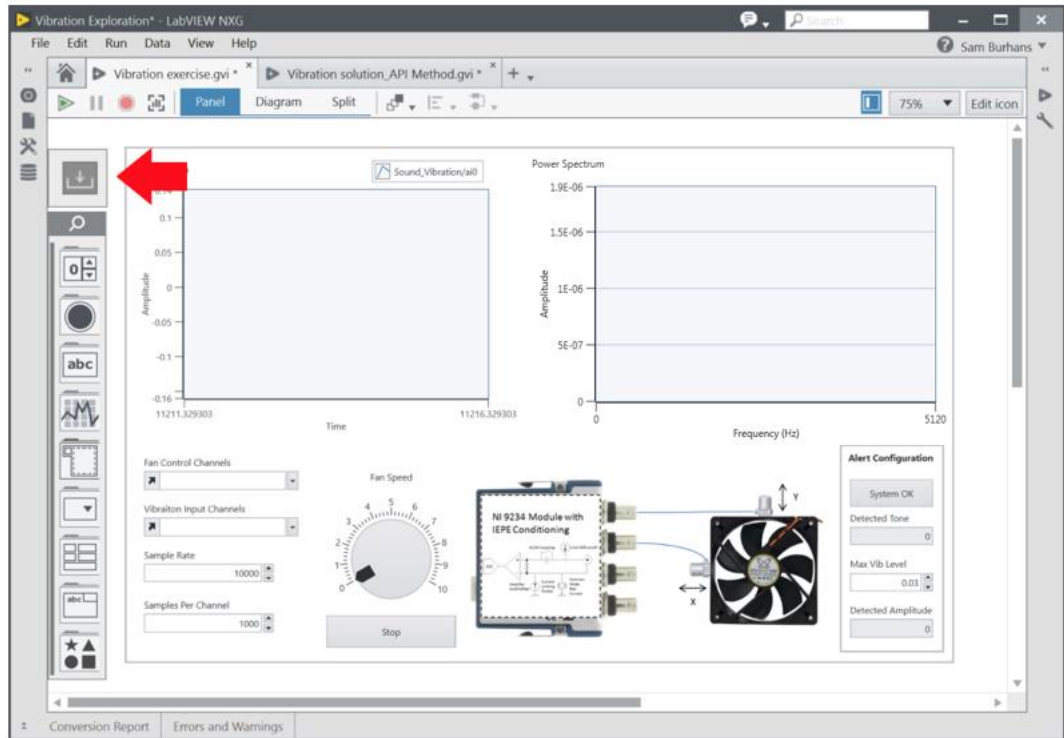 Vibration Exploration* - LabVIEW NXG
Search
File Edit Run Data View Help
Sam Burhans
Vibration exercise.gvi *
Vibration solution_API Method.gvi *
Panel Diagram Split
75%
Edit icon
Sound_Vibration/ai0
Power Spectrum
0.14
0.1
0.05
0
-0.05
-0.1
-0.16
Amplitude
11211.329303
11216.329303
Time
1.9E-06
1.5E-06
1E-06
5E-07
0
Amplitude
0
5120
Frequency (Hz)
0
abc
abc
Fan Control Channels
Vibraiton Input Channels
Sample Rate
10000
Samples Per Channel
1000
Fan Speed
0 1 2 3 4 5 6 7 8 9 10
Stop
NI 9234 Module with
IEPE Conditioning
Y
X
Alert Configuration
System OK
Detected Tone
0
Max Vib Level
0.03
Detected Amplitude
0
Conversion Report
Errors and Warnings